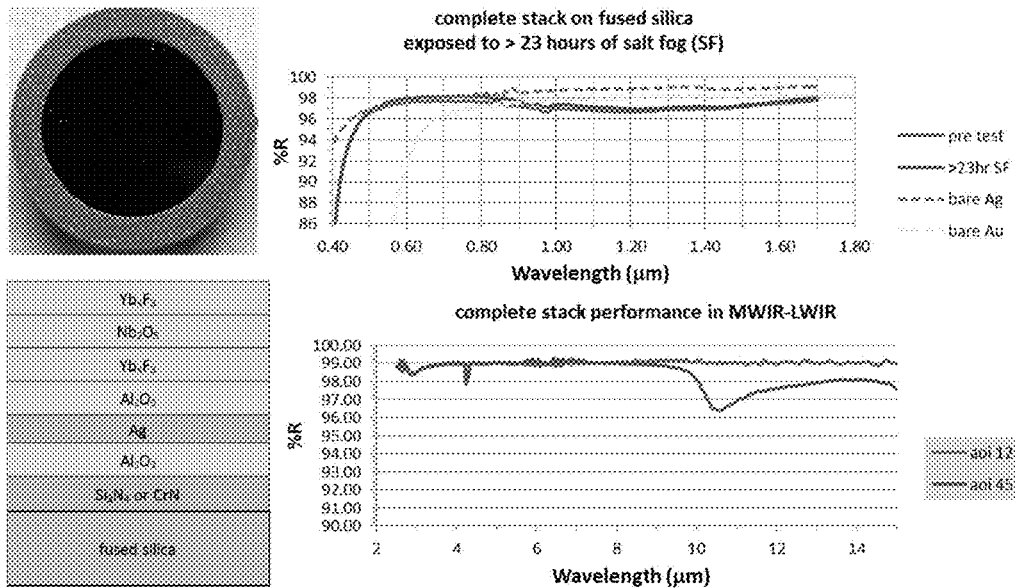 complete stack on fused silica
exposed to > 23 hours of salt fog (SF)
100
98
96
94
92
90
88
86
%R
0.40 0.60 0.80 1.00 1.20 1.40 1.60 1.80
Wavelength (μm)
pre test
>23hr SF
bare Ag
bare Au
Nb₂O₅
Al₂O₃
Ag
Al₂O₃
Si₃N₄ or CrN
fused silica
complete stack performance in MWIR-LWIR
100.00
99.00
98.00
97.00
96.00
95.00
94.00
93.00
92.00
91.00
90.00
%R
2 4 6 8 10 12 14
Wavelength (μm)
aoi 12
aoi 45